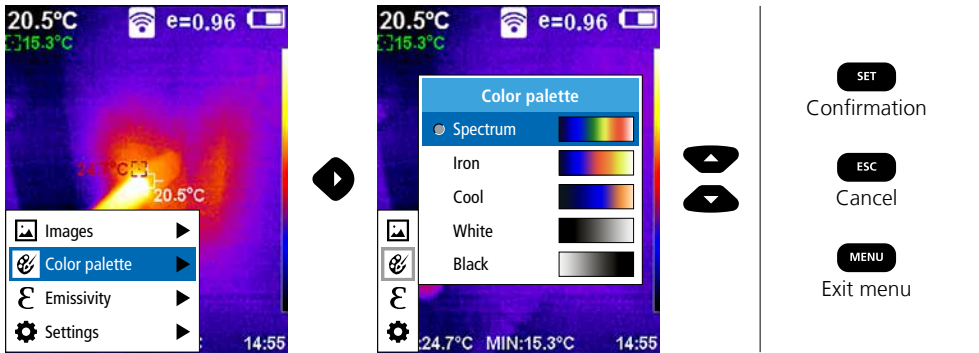 20.5°C e=0.96
15.3°C
24.7°C
20.5°C
Images
Color palette
Emissivity
Settings
14:55
20.5°C e=0.96
15.3°C
Color palette
Spectrum
Iron
Cool
White
Black
ε
:24.7°C MIN:15.3°C 14:55
SET
Confirmation
ESC
Cancel
MENU
Exit menu